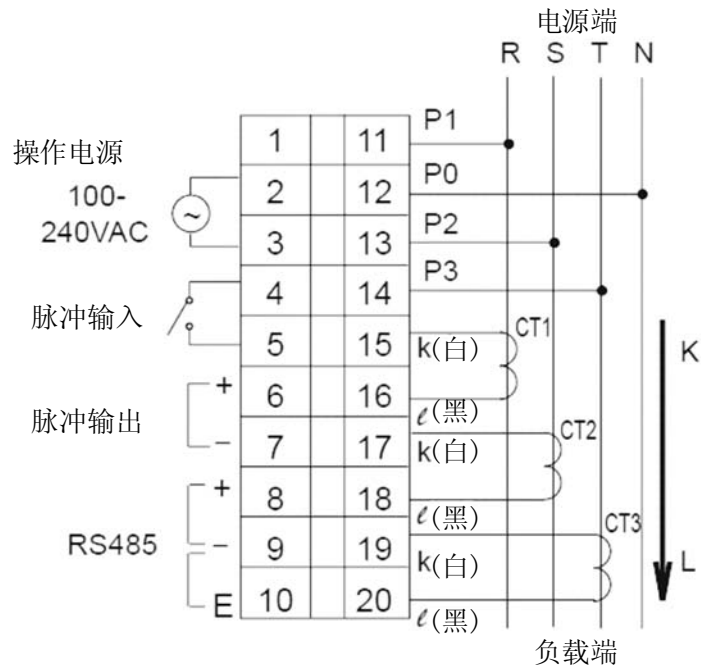 电源端
R S T N
操作电源
100-
240VAC
脉冲输入
脉冲输出
+
−
RS485
+
−
E
1 11 P1
2 12 P0
3 13 P2
4 14 P3
5 15 k(白) CT1
6 16 ℓ(黑)
7 17 k(白) CT2
8 18 ℓ(黑)
9 19 k(白) CT3
10 20 ℓ(黑)
K
L
负载端